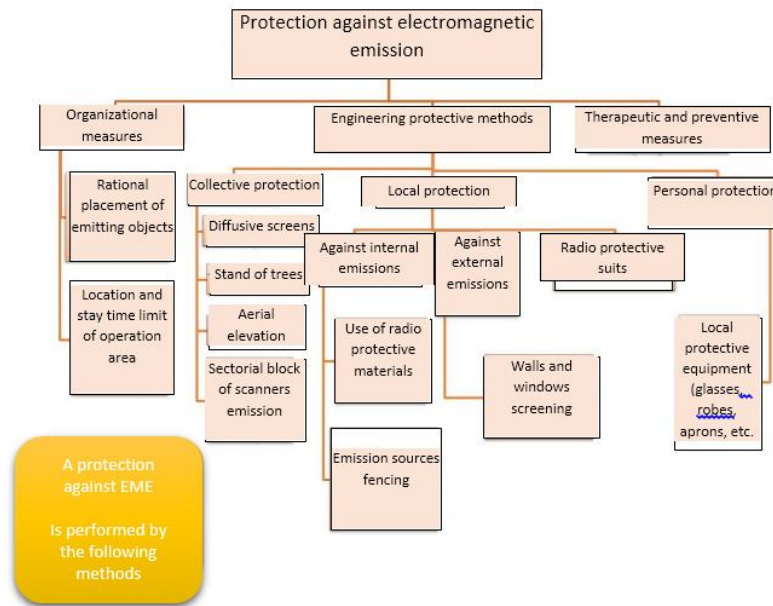 Protection against electromagnetic
emission
Organizational
measures
Engineering protective methods
Therapeutic and preventive
measures
Rational
placement of
emitting objects
Collective protection
Local protection
Personal protection
Diffusive screens
Against internal
emissions
Against
external
emissions
Radio protective
suits
Stand of trees
Location and
stay time limit
of operation
area
Aerial
elevation
Use of radio
protective
materials
Local
protective
equipment
(glasses,
robes,
aprons, etc.
Sectorial block
of scanners
emission
Walls and
windows
screening
Emission sources
fencing
A protection
against EME
Is performed by
the following
methods